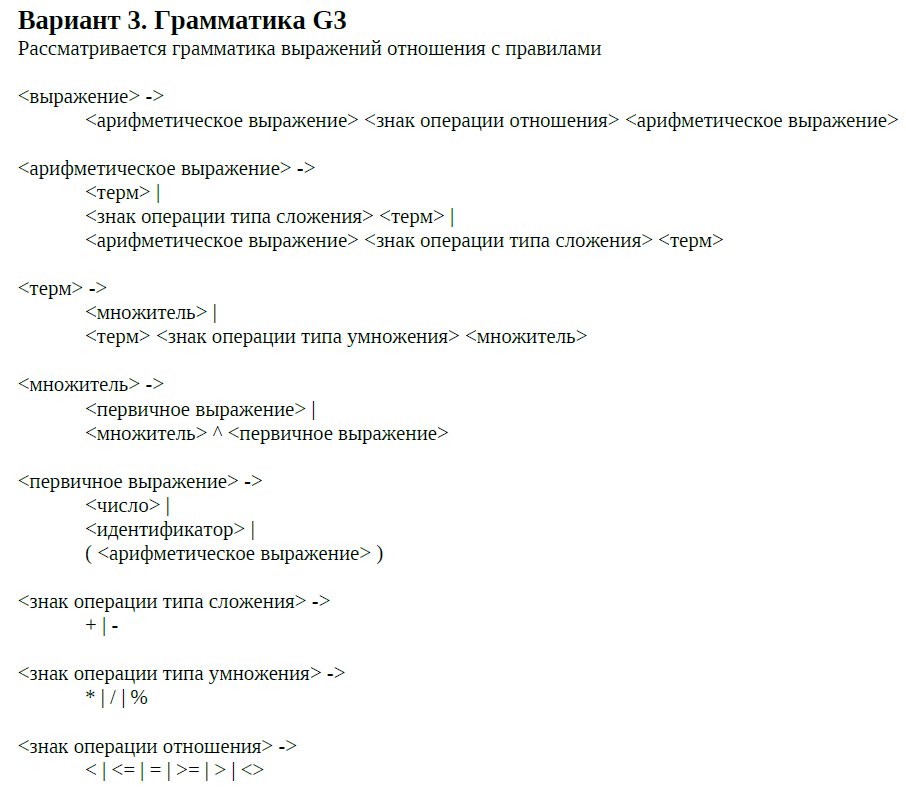 Вариант 3. Грамматика G3
Рассматривается грамматика выражений отношения с правилами
<выражение> ->
<арифметическое выражение> <знак операции отношения> <арифметическое выражение>
<арифметическое выражение> ->
<терм> |
<знак операции типа сложения> <терм> |
<арифметическое выражение> <знак операции типа сложения> <терм>
<терм> ->
<множитель> |
<терм> <знак операции типа умножения> <множитель>
<множитель> ->
<первичное выражение> |
<множитель> ^ <первичное выражение>
<первичное выражение> ->
<число> |
<идентификатор> |
( <арифметическое выражение> )
<знак операции типа сложения> ->
+ | -
<знак операции типа умножения> ->
* | / | %
<знак операции отношения> ->
< | <= | = | >= | > | <>